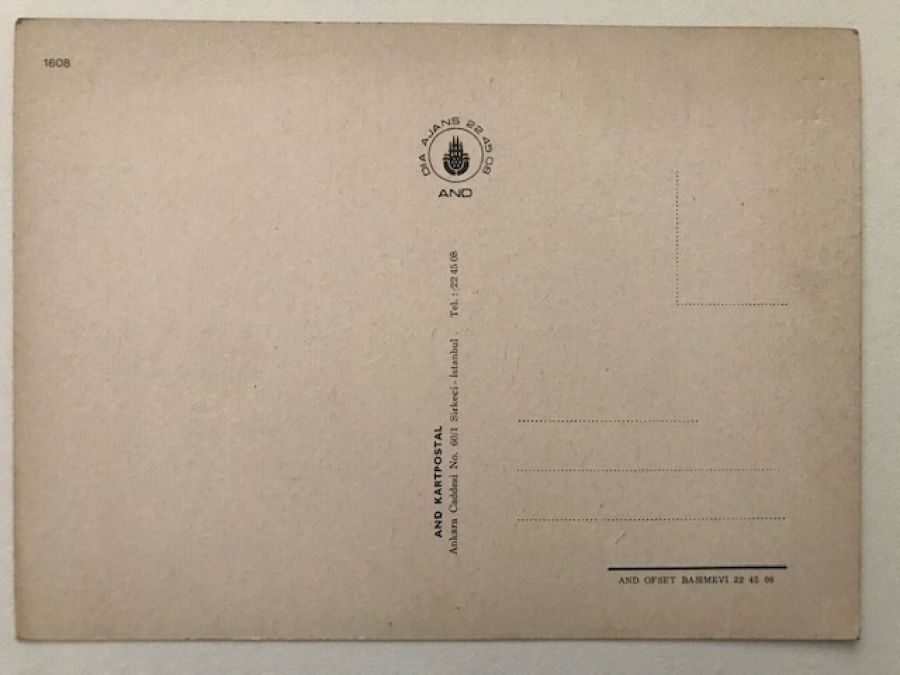 1608
DIA AJANS 22 45 08
AND
AND KARTPOSTAL
Ankara Caddesi No. 60/1 Sirkeci - İstanbul . Tel. : 22 45 08
AND OFSET BASIMEVİ 22 45 08